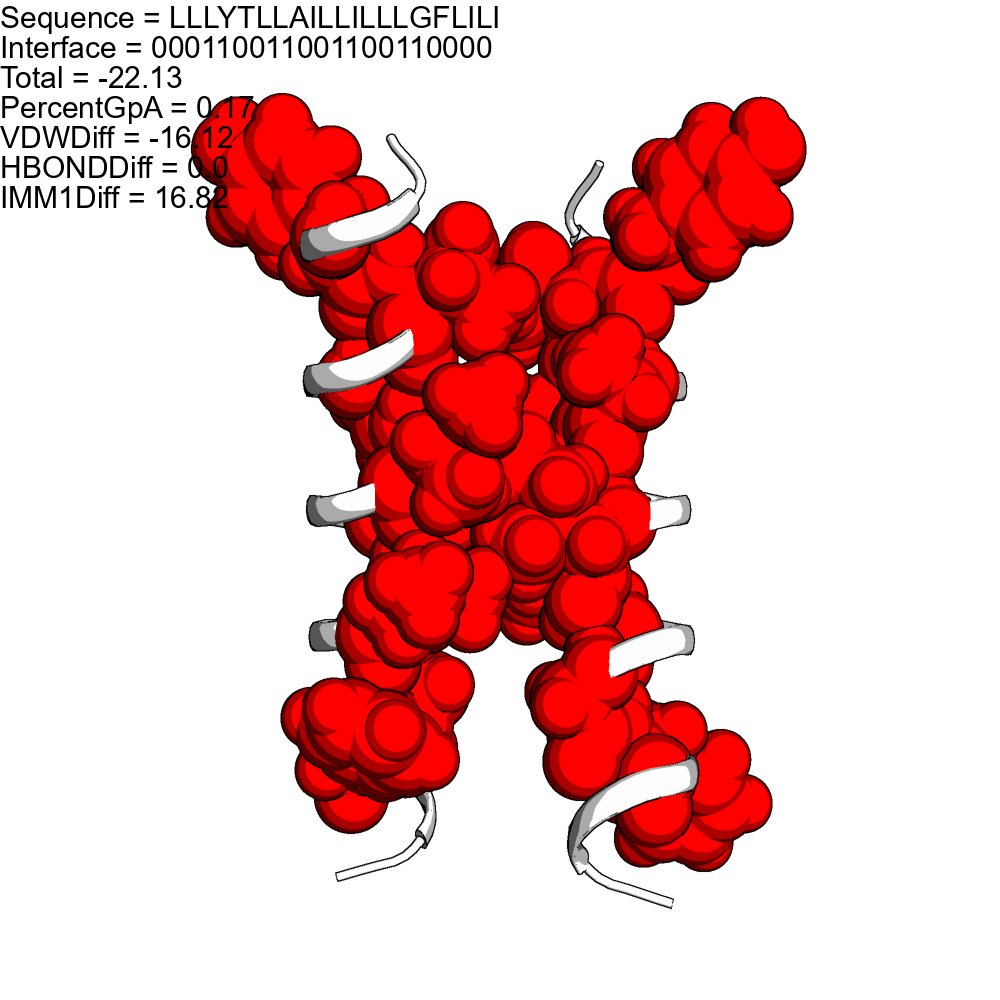 Sequence = LLLYTLLAILLILLLGFLILI
Interface = 000110011001100110000
Total = -22.13
PercentGpA = 0.17
VDWDiff = -16.12
HBONDDiff = 0.0
IMM1Diff = 16.82